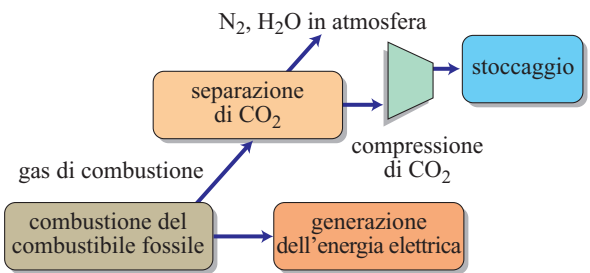 N₂, H₂O in atmosfera
separazione
di CO₂
stoccaggio
compressione
di CO₂
gas di combustione
combustione del
combustibile fossile
generazione
dell'energia elettrica